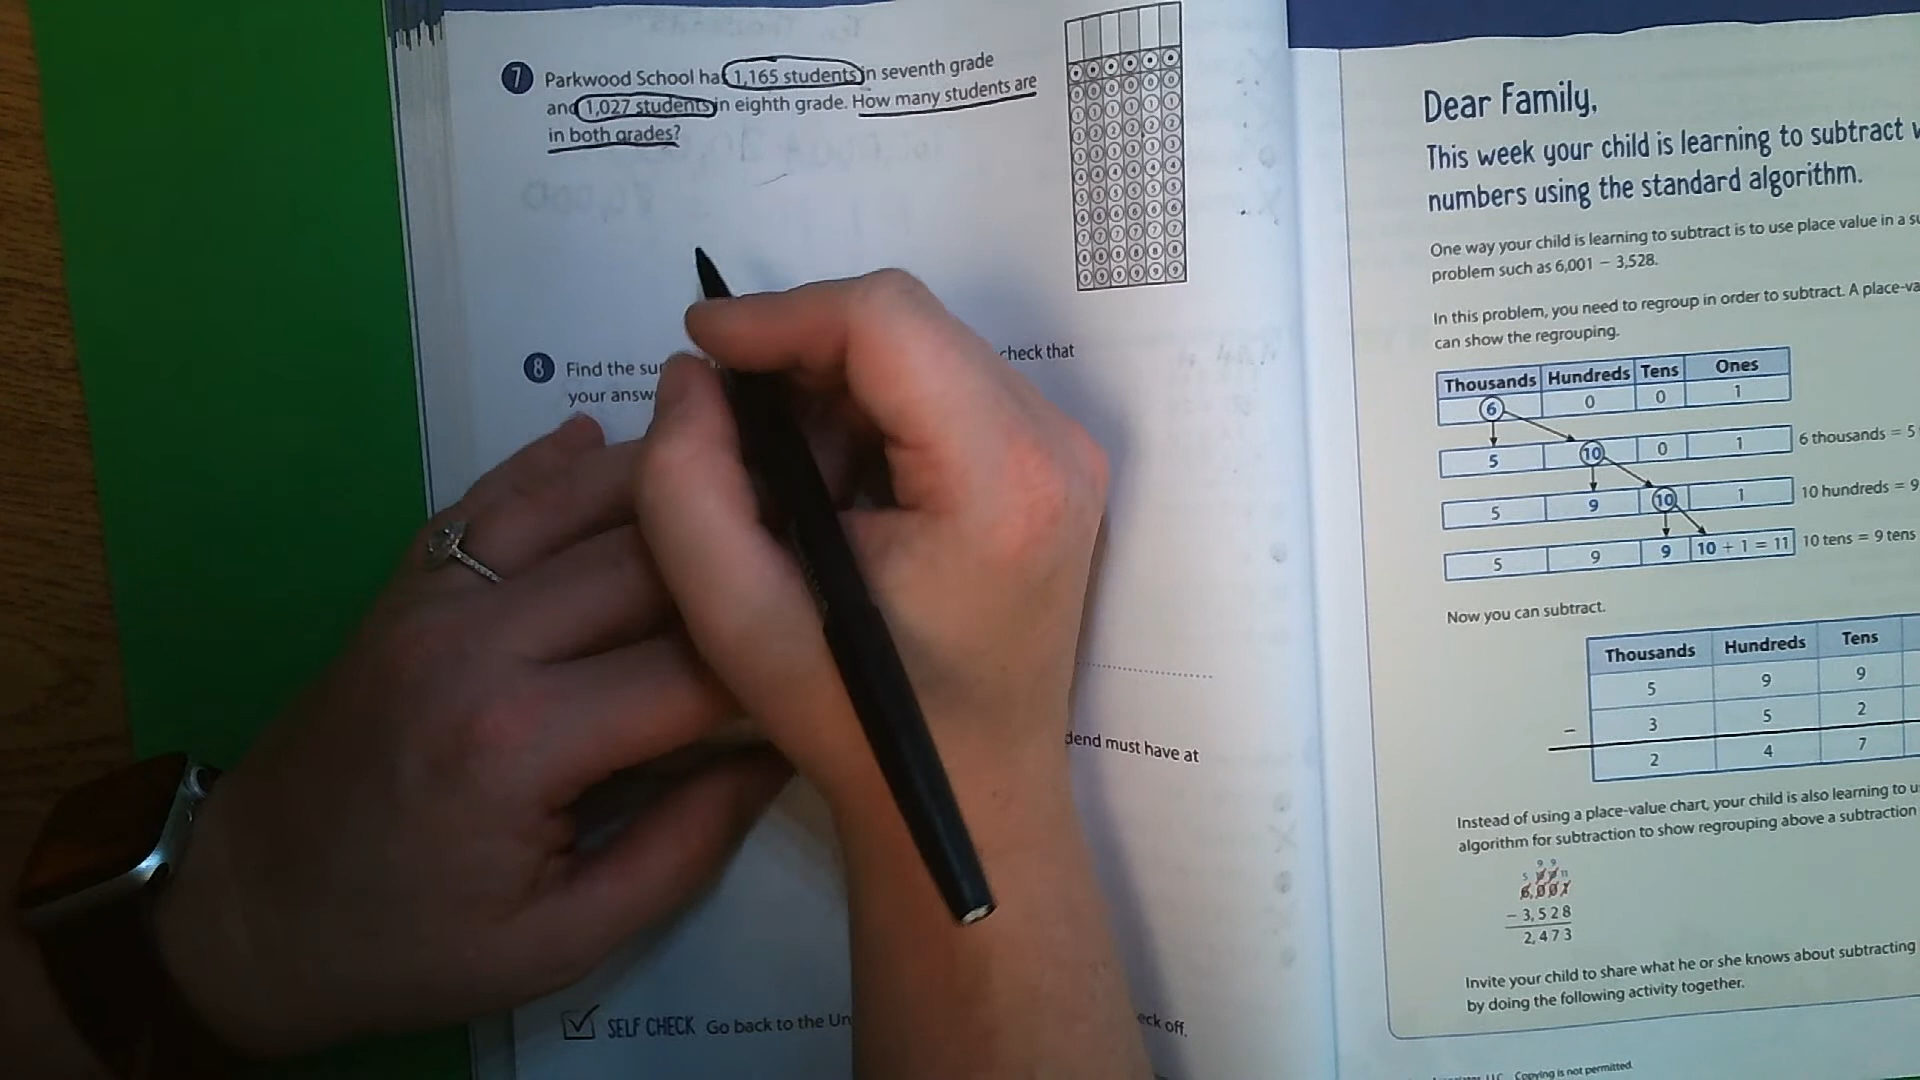 7 Parkwood School has 1,165 students in seventh grade
and 1,027 students in eighth grade. How many students are
in both grades?
8 Find the
check that
your
must have at
SELF CHECK Go back to the
off.
Dear Family,
This week your child is learning to subtract
numbers using the standard algorithm.
One way your child is learning to subtract is to use place value in a
problem such as 6,001 − 3,528.
In this problem, you need to regroup in order to subtract. A
can show the regrouping.
Thousands Hundreds Tens Ones
6 0 0 1
5 10 0 1 6 thousands = 5
5 9 10 1 10 hundreds = 9
5 9 9 10 + 1 = 11 10 tens = 9 tens
Now you can subtract.
Thousands Hundreds Tens
5 9 9
− 3 5 2
2 4 7
Instead of using a place-value chart, your child is also learning to
algorithm for subtraction to show regrouping above a subtraction
9 9
5 10 10 11
6,001
− 3,528
2,473
Invite your child to share what he or she knows about subtracting
by doing the following activity together.
LLC Copying is not permitted.